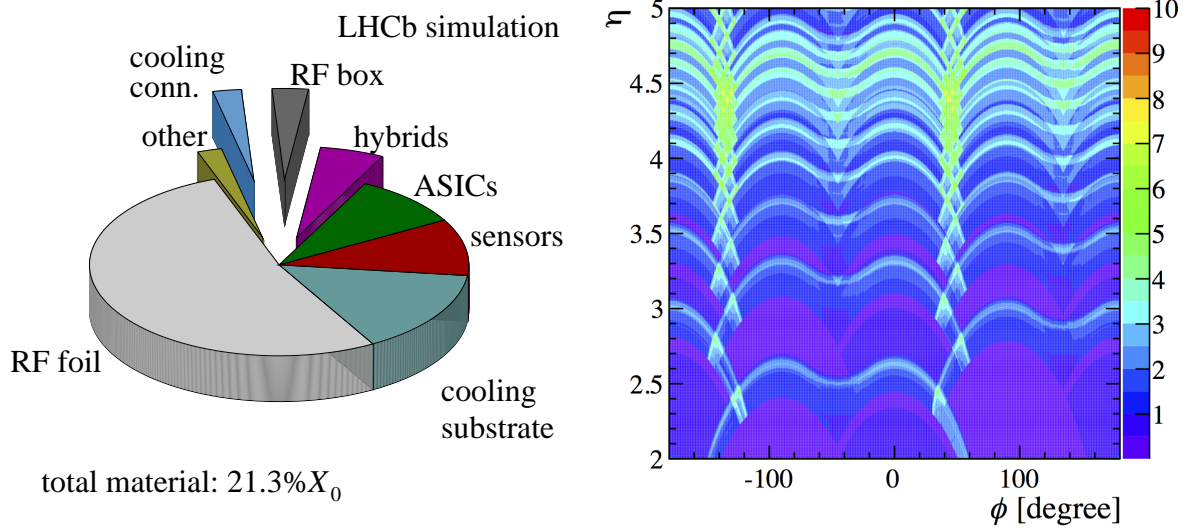 LHCb simulation
cooling
conn.
RF box
other
hybrids
ASICs
sensors
RF foil
cooling
substrate
total material: 21.3%X₀
η
5
4.5
4
3.5
3
2.5
2
-100
0
100
ϕ [degree]
10
9
8
7
6
5
4
3
2
1